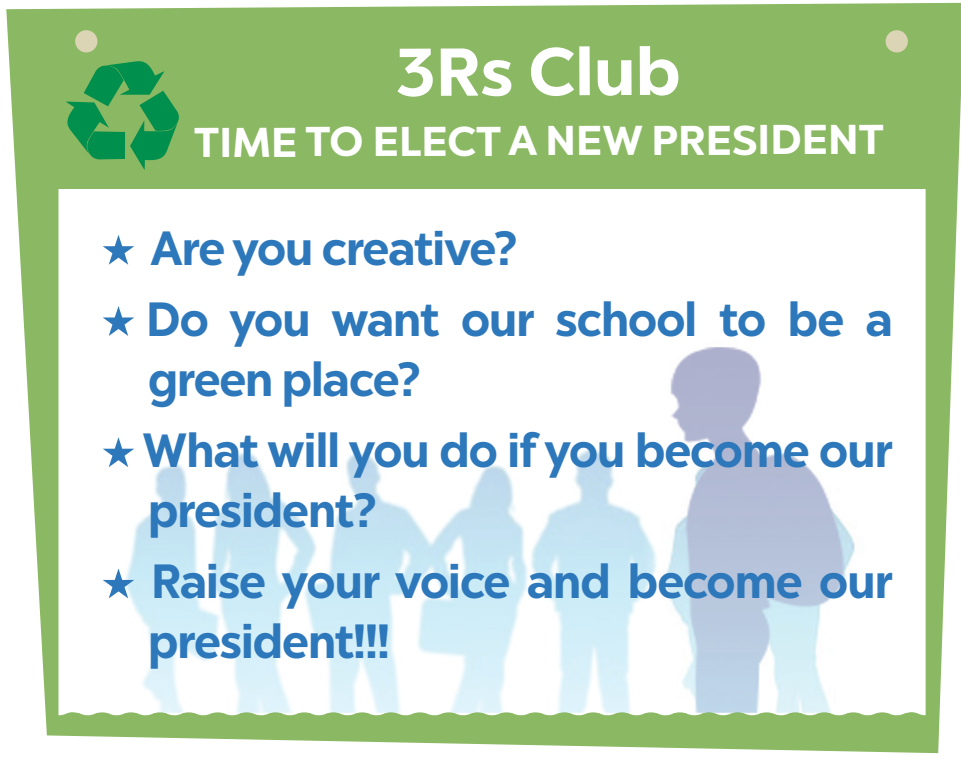 3Rs Club
TIME TO ELECT A NEW PRESIDENT
★ Are you creative?
★ Do you want our school to be a
green place?
★ What will you do if you become our
president?
★ Raise your voice and become our
president!!!